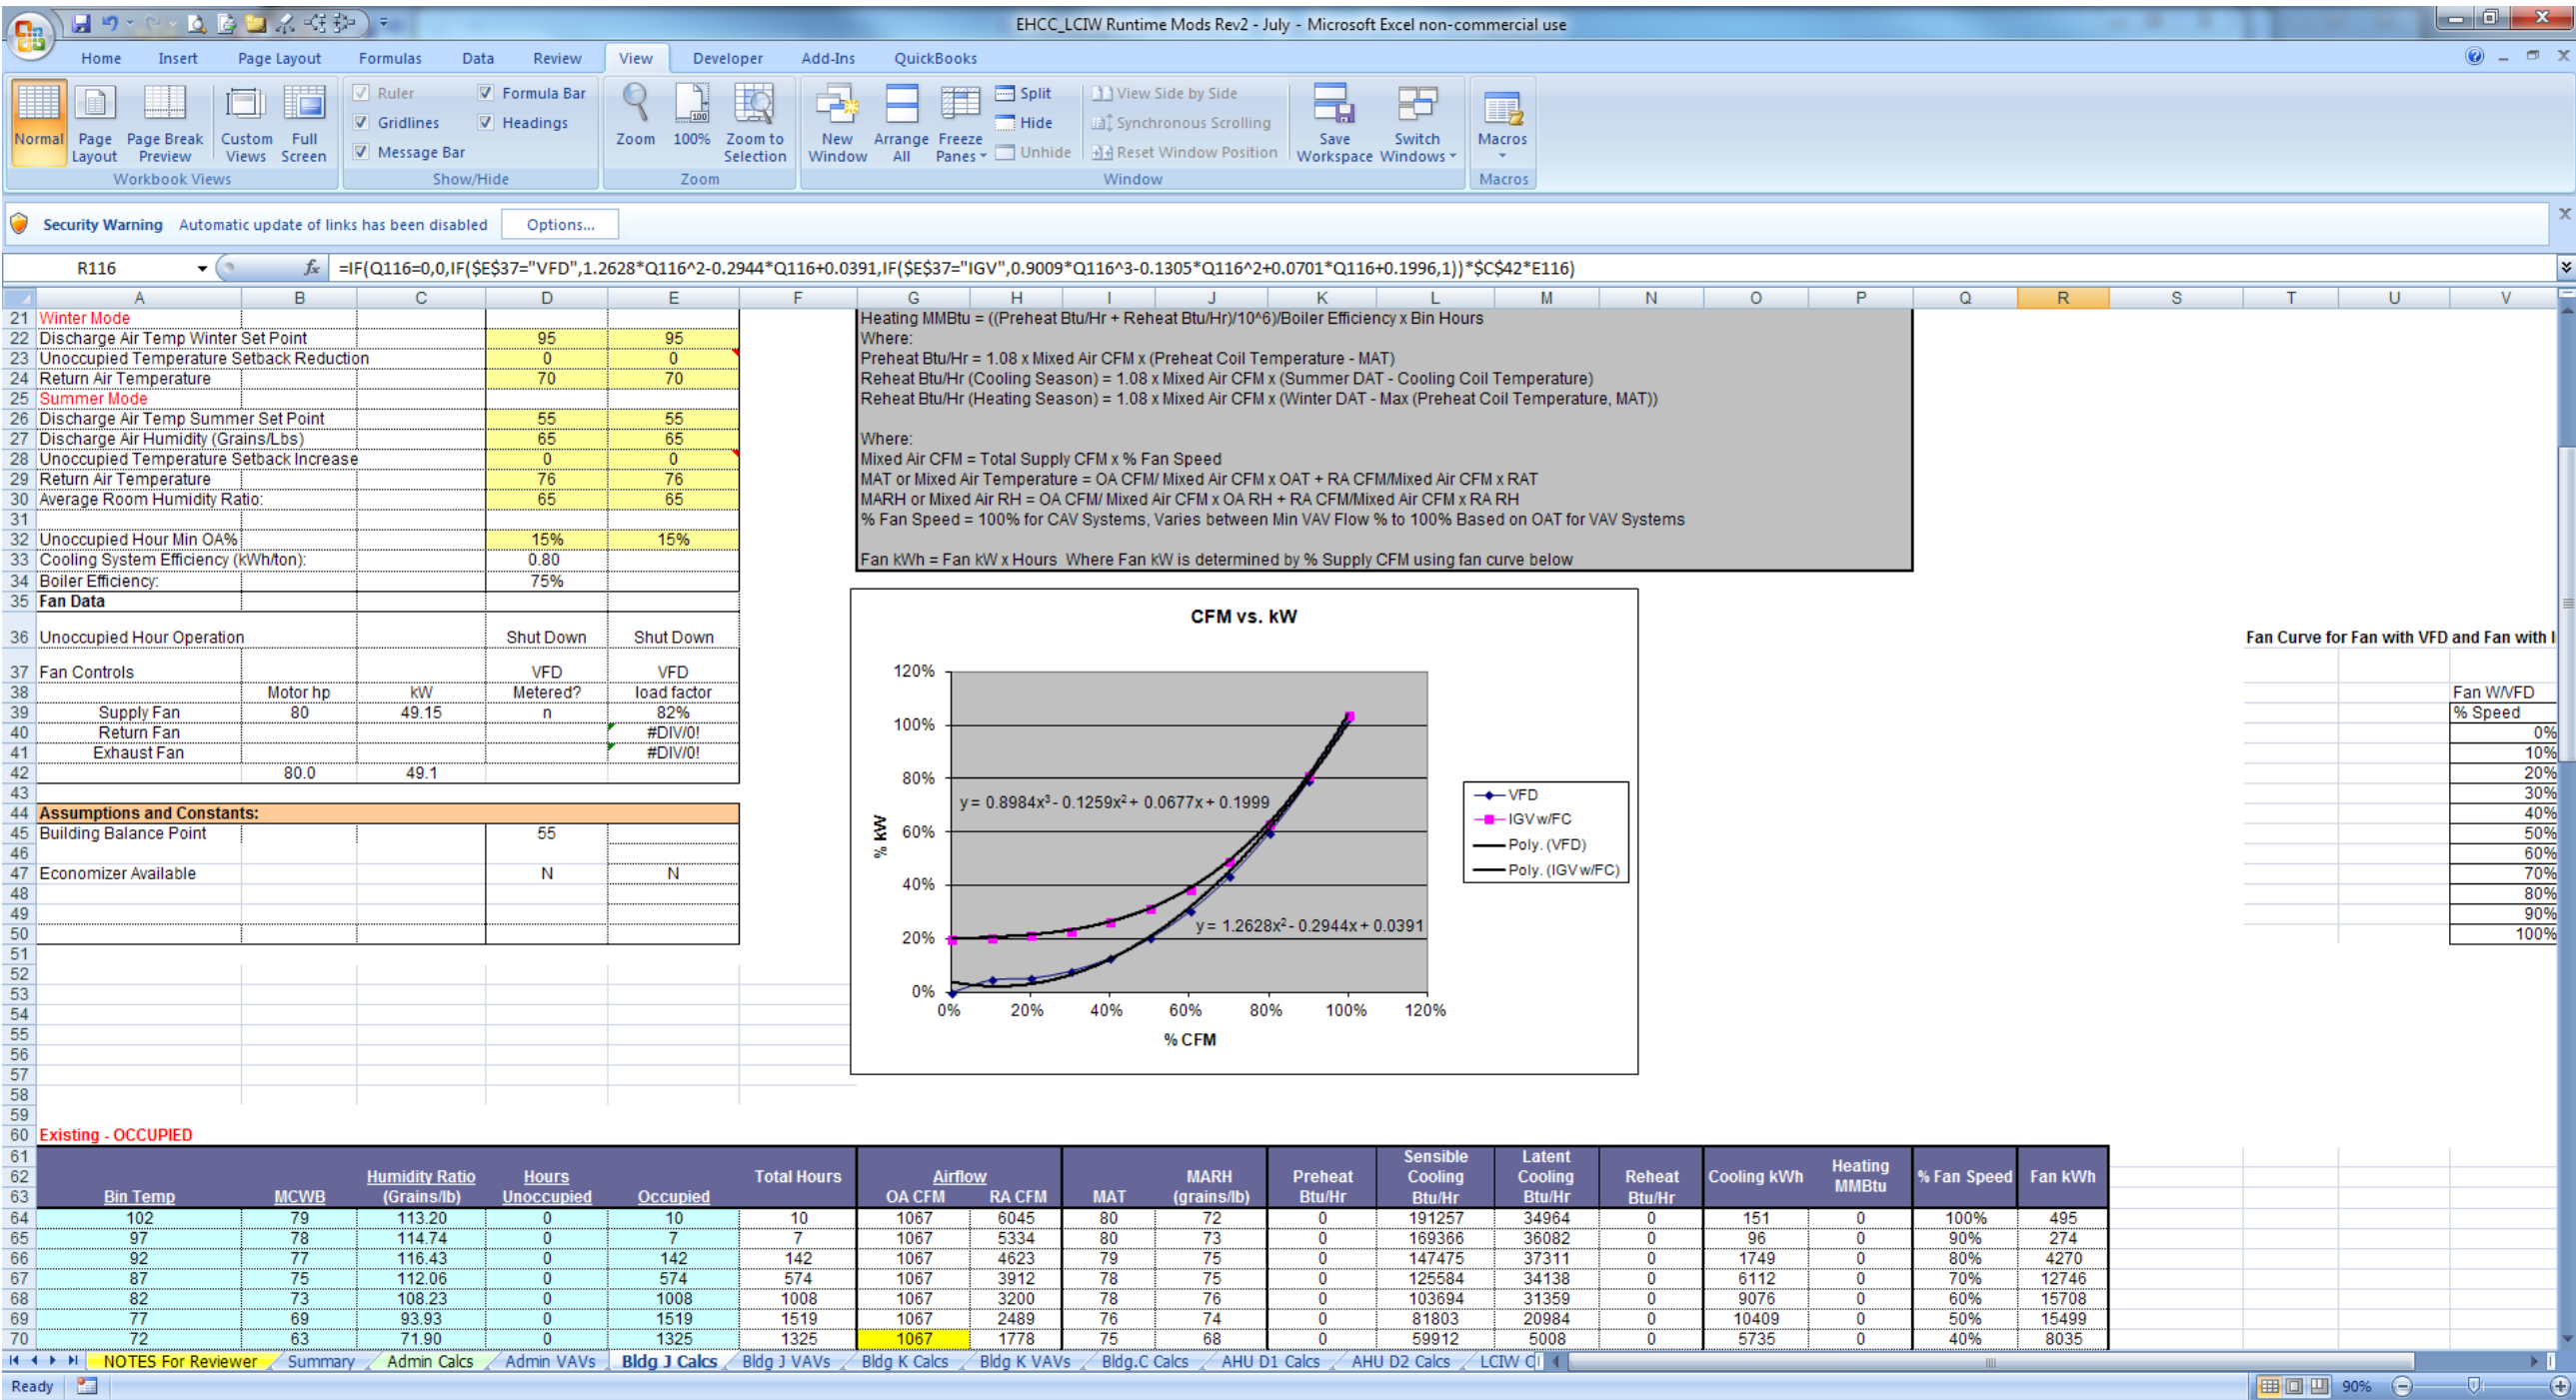 EHCC_LCIW Runtime Mods Rev2 - July - Microsoft Excel non-commercial use
Home Insert Page Layout Formulas Data Review View Developer Add-Ins QuickBooks
Normal Page Layout Page Break Preview Custom Views Full Screen
Workbook Views
Ruler Formula Bar
Gridlines Headings
Message Bar
Show/Hide
Zoom 100% Zoom to Selection
Zoom
New Window Arrange All Freeze Panes
Split
Hide
Unhide
View Side by Side
Synchronous Scrolling
Reset Window Position
Save Workspace Switch Windows
Window
Macros
Macros
Security Warning Automatic update of links has been disabled Options...
R116 fx =IF(Q116=0,0,IF($E$37="VFD",1.2628*Q116^2-0.2944*Q116+0.0391,IF($E$37="IGV",0.9009*Q116^3-0.1305*Q116^2+0.0701*Q116+0.1996,1))*$C$42*E116)
A B C D E F G H I J K L M N O P Q R S T U V
21 Winter Mode
22 Discharge Air Temp Winter Set Point 95 95
23 Unoccupied Temperature Setback Reduction 0 0
24 Return Air Temperature 70 70
25 Summer Mode
26 Discharge Air Temp Summer Set Point 55 55
27 Discharge Air Humidity (Grains/Lbs) 65 65
28 Unoccupied Temperature Setback Increase 0 0
29 Return Air Temperature 76 76
30 Average Room Humidity Ratio: 65 65
31
32 Unoccupied Hour Min OA% 15% 15%
33 Cooling System Efficiency (kWh/ton): 0.80
34 Boiler Efficiency: 75%
35 Fan Data
36 Unoccupied Hour Operation Shut Down Shut Down
37 Fan Controls VFD VFD
38 Motor hp kW Metered? load factor
39 Supply Fan 80 49.15 n 82%
40 Return Fan #DIV/0!
41 Exhaust Fan #DIV/0!
42 80.0 49.1
43
44 Assumptions and Constants:
45 Building Balance Point 55
46
47 Economizer Available N N
48
49
50
51
52
53
54
55
56
57
58
59
Heating MMBtu = ((Preheat Btu/Hr + Reheat Btu/Hr)/10^6)/Boiler Efficiency x Bin Hours
Where:
Preheat Btu/Hr = 1.08 x Mixed Air CFM x (Preheat Coil Temperature - MAT)
Reheat Btu/Hr (Cooling Season) = 1.08 x Mixed Air CFM x (Summer DAT - Cooling Coil Temperature)
Reheat Btu/Hr (Heating Season) = 1.08 x Mixed Air CFM x (Winter DAT - Max (Preheat Coil Temperature, MAT))
Where:
Mixed Air CFM = Total Supply CFM x % Fan Speed
MAT or Mixed Air Temperature = OA CFM/ Mixed Air CFM x OAT + RA CFM/Mixed Air CFM x RAT
MARH or Mixed Air RH = OA CFM/ Mixed Air CFM x OA RH + RA CFM/Mixed Air CFM x RA RH
% Fan Speed = 100% for CAV Systems, Varies between Min VAV Flow % to 100% Based on OAT for VAV Systems
Fan kWh = Fan kW x Hours Where Fan kW is determined by % Supply CFM using fan curve below
CFM vs. kW
120%
100%
80%
60%
40%
20%
0%
% kW
y = 0.8984x³ - 0.1259x² + 0.0677x + 0.1999
y = 1.2628x² - 0.2944x + 0.0391
0% 20% 40% 60% 80% 100% 120%
% CFM
VFD
IGV w/FC
Poly. (VFD)
Poly. (IGV w/FC)
Fan Curve for Fan with VFD and Fan with I
Fan W/VFD
% Speed
0%
10%
20%
30%
40%
50%
60%
70%
80%
90%
100%
60 Existing - OCCUPIED
61 Sensible Latent
62 Humidity Ratio Hours Total Hours Airflow MARH Preheat Cooling Cooling Reheat Cooling kWh Heating % Fan Speed Fan kWh
63 Bin Temp MCWB (Grains/lb) Unoccupied Occupied OA CFM RA CFM MAT (grains/lb) Btu/Hr Btu/Hr Btu/Hr Btu/Hr MMBtu
64 102 79 113.20 0 10 10 1067 6045 80 72 0 191257 34964 0 151 0 100% 495
65 97 78 114.74 0 7 7 1067 5334 80 73 0 169366 36082 0 96 0 90% 274
66 92 77 116.43 0 142 142 1067 4623 79 75 0 147475 37311 0 1749 0 80% 4270
67 87 75 112.06 0 574 574 1067 3912 78 75 0 125584 34138 0 6112 0 70% 12746
68 82 73 108.23 0 1008 1008 1067 3200 78 76 0 103694 31359 0 9076 0 60% 15708
69 77 69 93.93 0 1519 1519 1067 2489 76 74 0 81803 20984 0 10409 0 50% 15499
70 72 63 71.90 0 1325 1325 1067 1778 75 68 0 59912 5008 0 5735 0 40% 8035
NOTES For Reviewer Summary Admin Calcs Admin VAVs Bldg J Calcs Bldg J VAVs Bldg K Calcs Bldg K VAVs Bldg.C Calcs AHU D1 Calcs AHU D2 Calcs LCIW C
Ready 90%